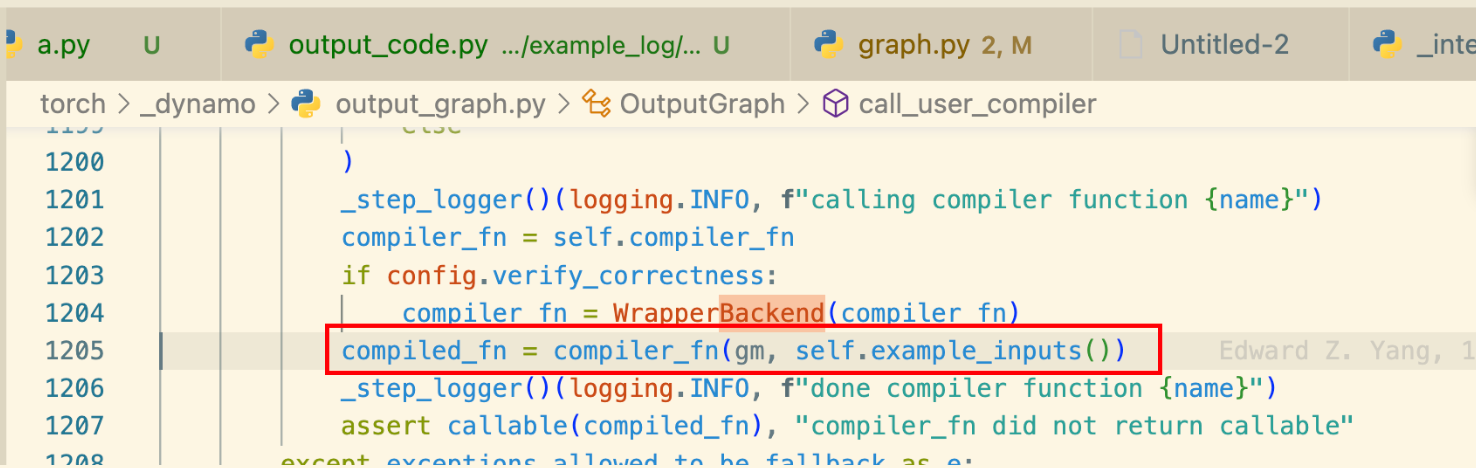 a.py U output_code.py .../example_log/... U graph.py 2, M Untitled-2 _inte
torch > _dynamo > output_graph.py > OutputGraph > call_user_compiler
1199 else
1200 )
1201 _step_logger()(logging.INFO, f"calling compiler function {name}")
1202 compiler_fn = self.compiler_fn
1203 if config.verify_correctness:
1204 compiler_fn = WrapperBackend(compiler_fn)
1205 compiled_fn = compiler_fn(gm, self.example_inputs()) Edward Z. Yang, 1
1206 _step_logger()(logging.INFO, f"done compiler function {name}")
1207 assert callable(compiled_fn), "compiler_fn did not return callable"
1208 except exceptions_allowed_to_be_fallback as e: